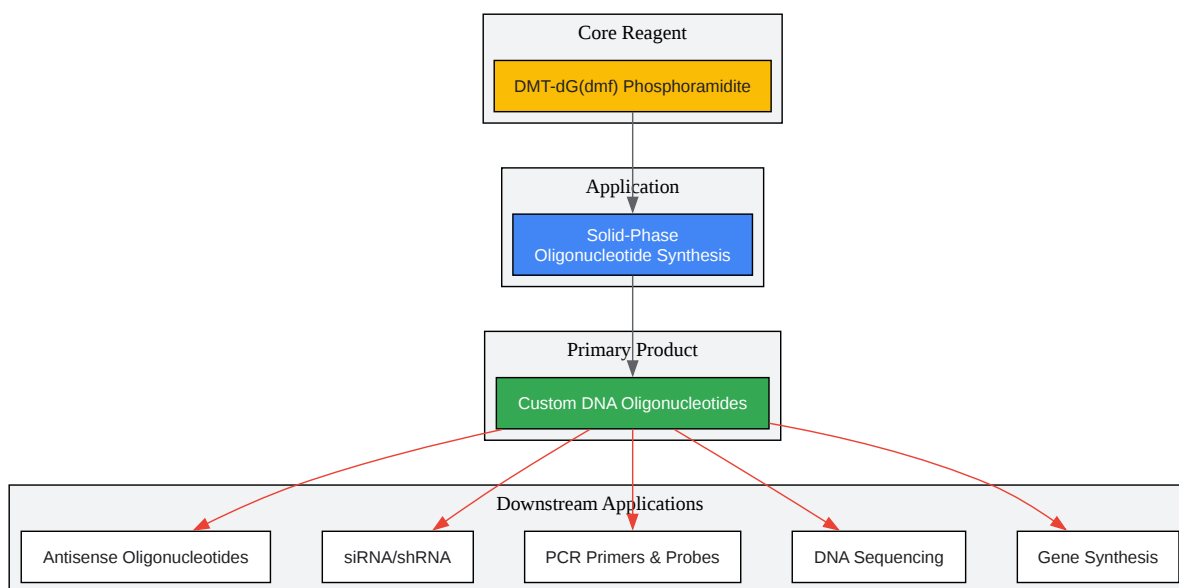 Core Reagent
DMT-dG(dmf) Phosphoramidite
Application
Solid-Phase
Oligonucleotide Synthesis
Primary Product
Custom DNA Oligonucleotides
Downstream Applications
Antisense Oligonucleotides
siRNA/shRNA
PCR Primers & Probes
DNA Sequencing
Gene Synthesis